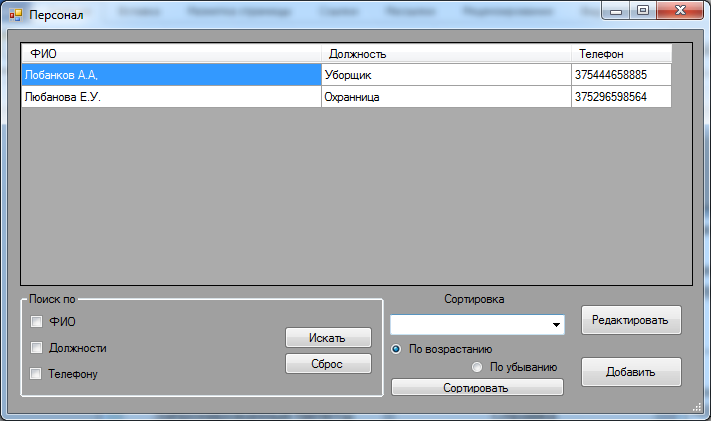 Персонал
ФИО Должность Телефон
Лобанков А.А. Уборщик 375444658885
Любанова Е.У. Охранница 375296598564
Поиск по
ФИО
Должности
Телефону
Искать
Сброс
Сортировка
По возрастанию
По убыванию
Сортировать
Редактировать
Добавить